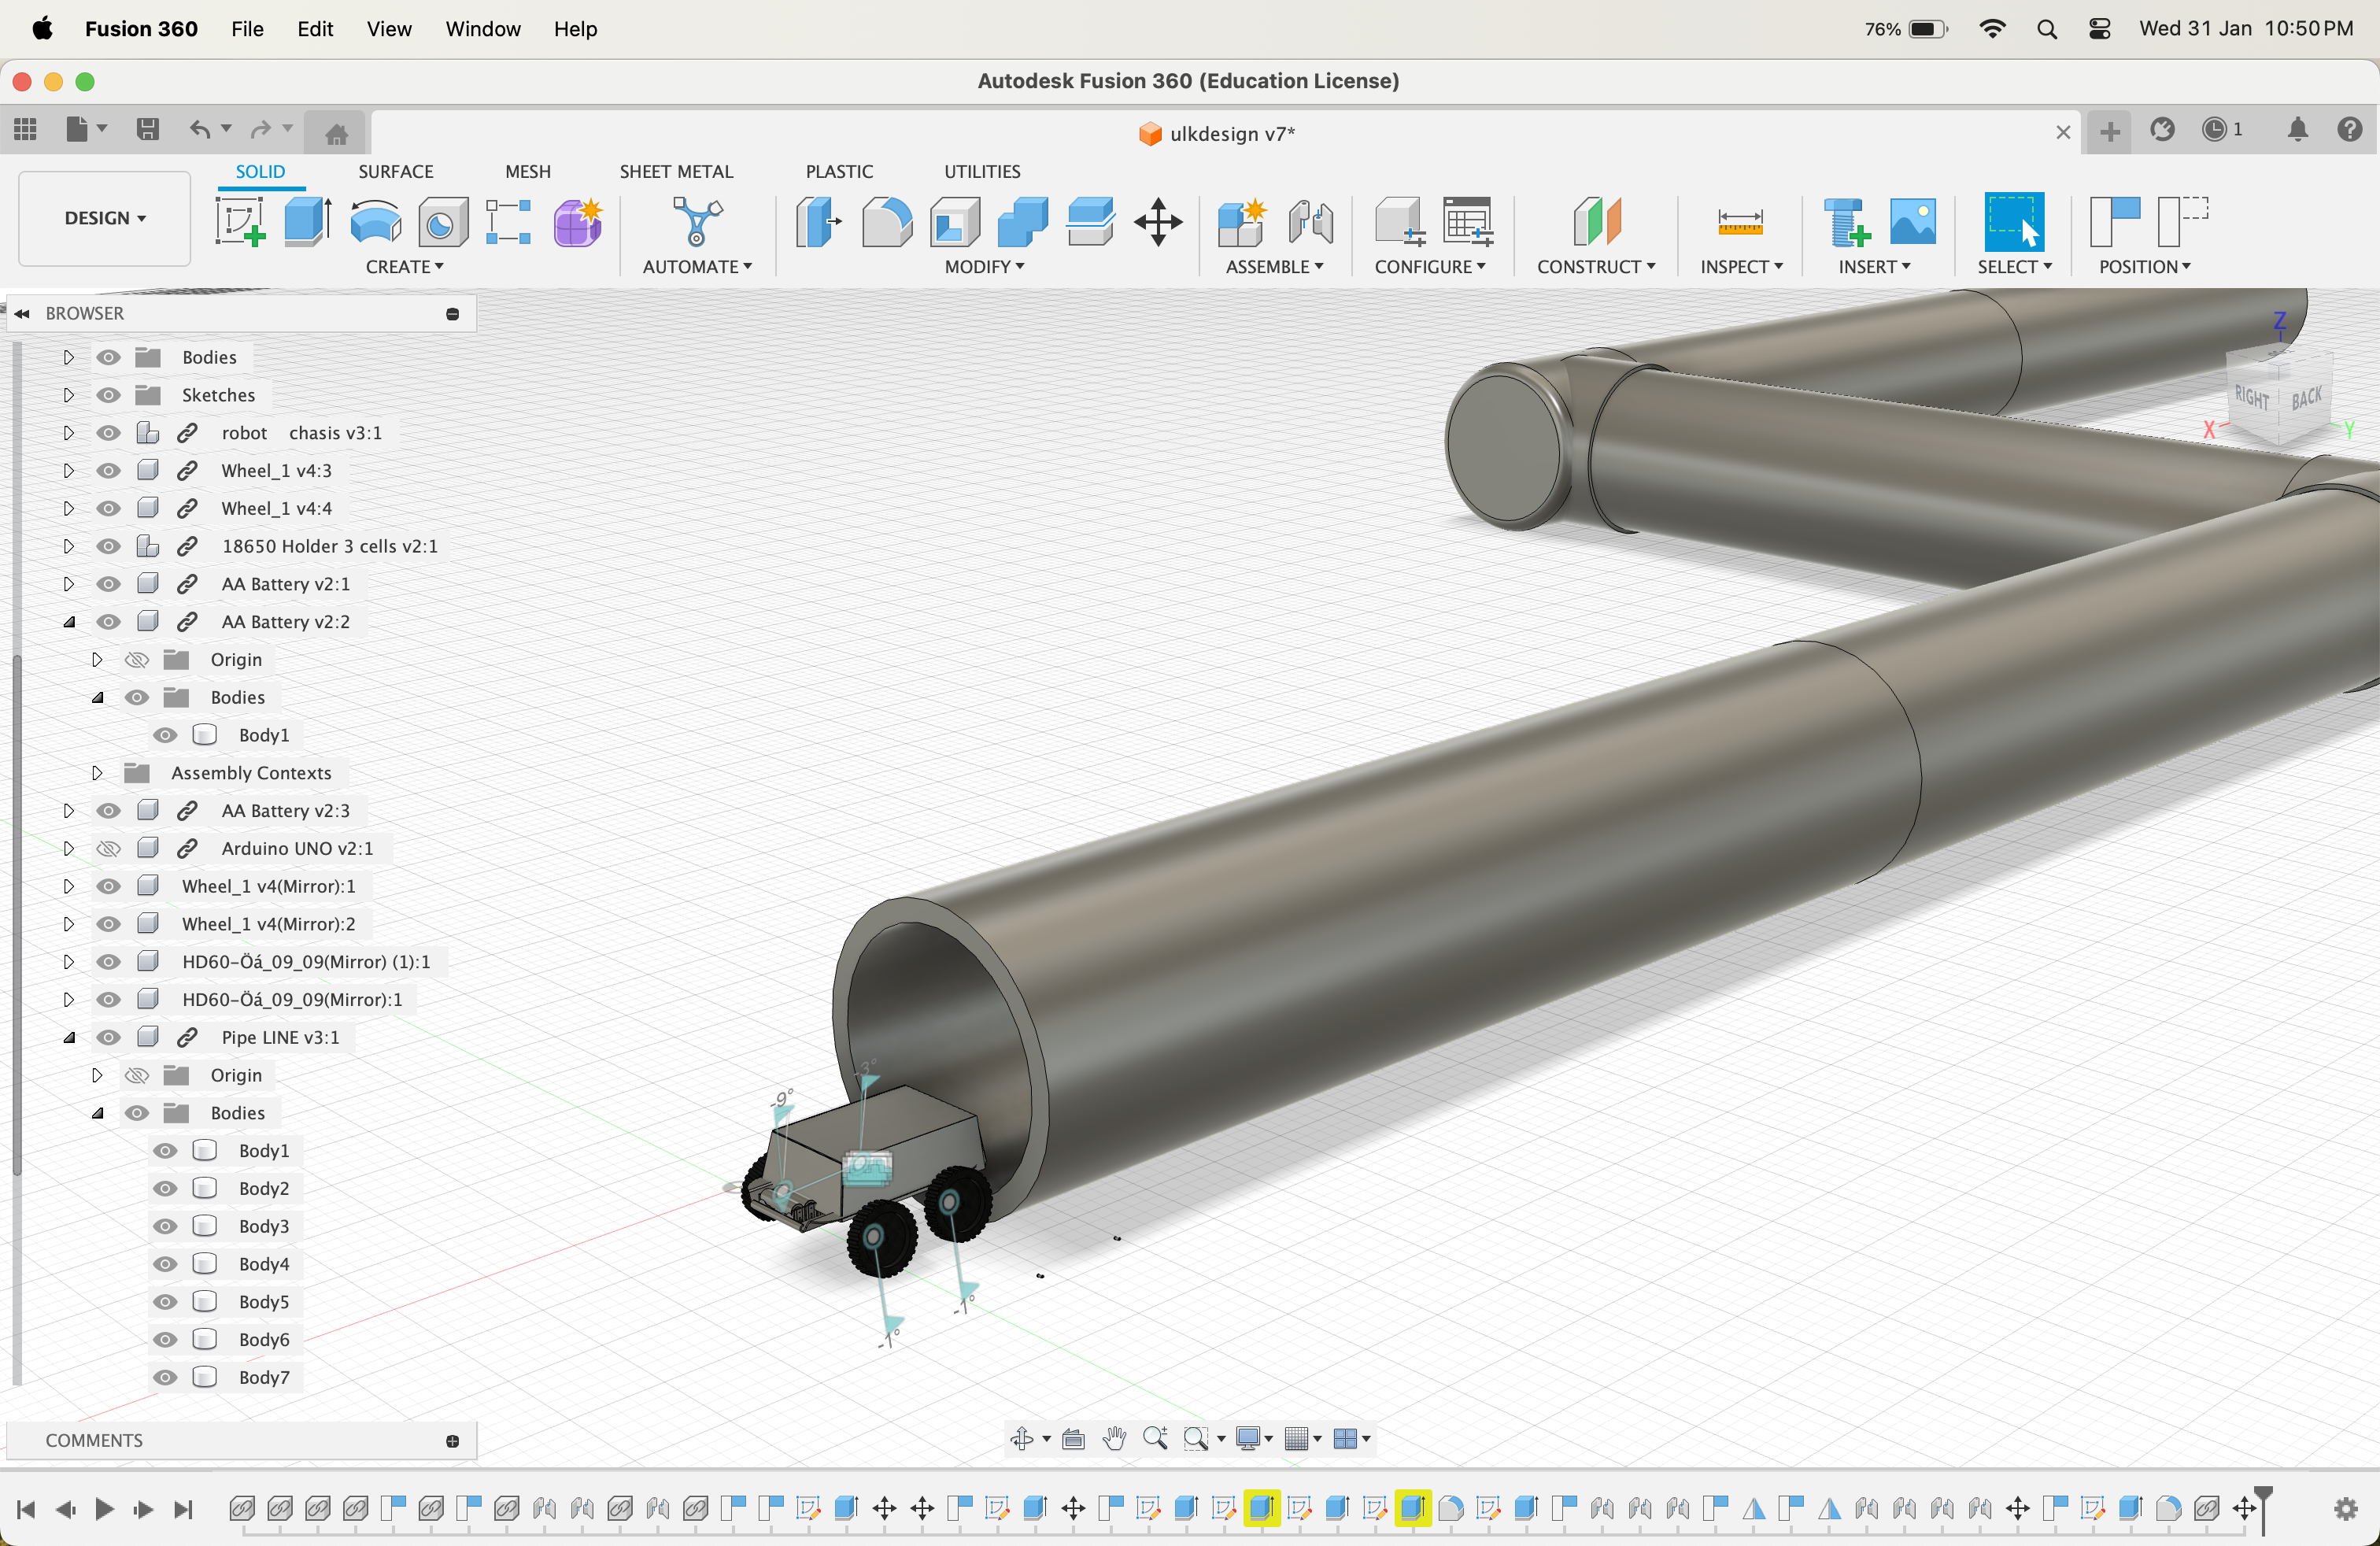 Fusion 360 File Edit View Window Help 76% Wed 31 Jan 10:50 PM
Autodesk Fusion 360 (Education License)
ulkdesign v7* 1
SOLID SURFACE MESH SHEET METAL PLASTIC UTILITIES
DESIGN
CREATE AUTOMATE MODIFY ASSEMBLE CONFIGURE CONSTRUCT INSPECT INSERT SELECT POSITION
BROWSER
Bodies
Sketches
robot chasis v3:1
Wheel_1 v4:3
Wheel_1 v4:4
18650 Holder 3 cells v2:1
AA Battery v2:1
AA Battery v2:2
Origin
Bodies
Body1
Assembly Contexts
AA Battery v2:3
Arduino UNO v2:1
Wheel_1 v4(Mirror):1
Wheel_1 v4(Mirror):2
HD60-Öá_09_09(Mirror) (1):1
HD60-Öá_09_09(Mirror):1
Pipe LINE v3:1
Origin
Bodies
Body1
Body2
Body3
Body4
Body5
Body6
Body7
COMMENTS
Z
RIGHT BACK
X Y
-3°
-9°
-1°
-1°